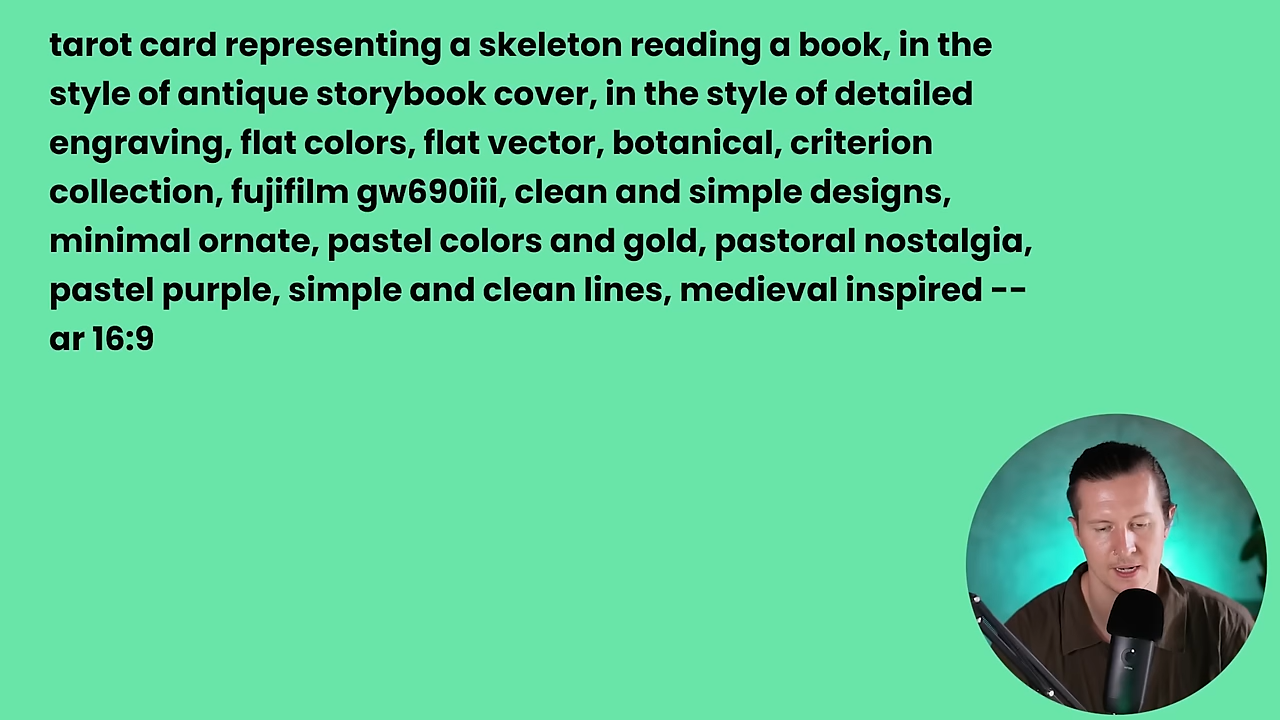 tarot card representing a skeleton reading a book, in the
style of antique storybook cover, in the style of detailed
engraving, flat colors, flat vector, botanical, criterion
collection, fujifilm gw690iii, clean and simple designs,
minimal ornate, pastel colors and gold, pastoral nostalgia,
pastel purple, simple and clean lines, medieval inspired --
ar 16:9